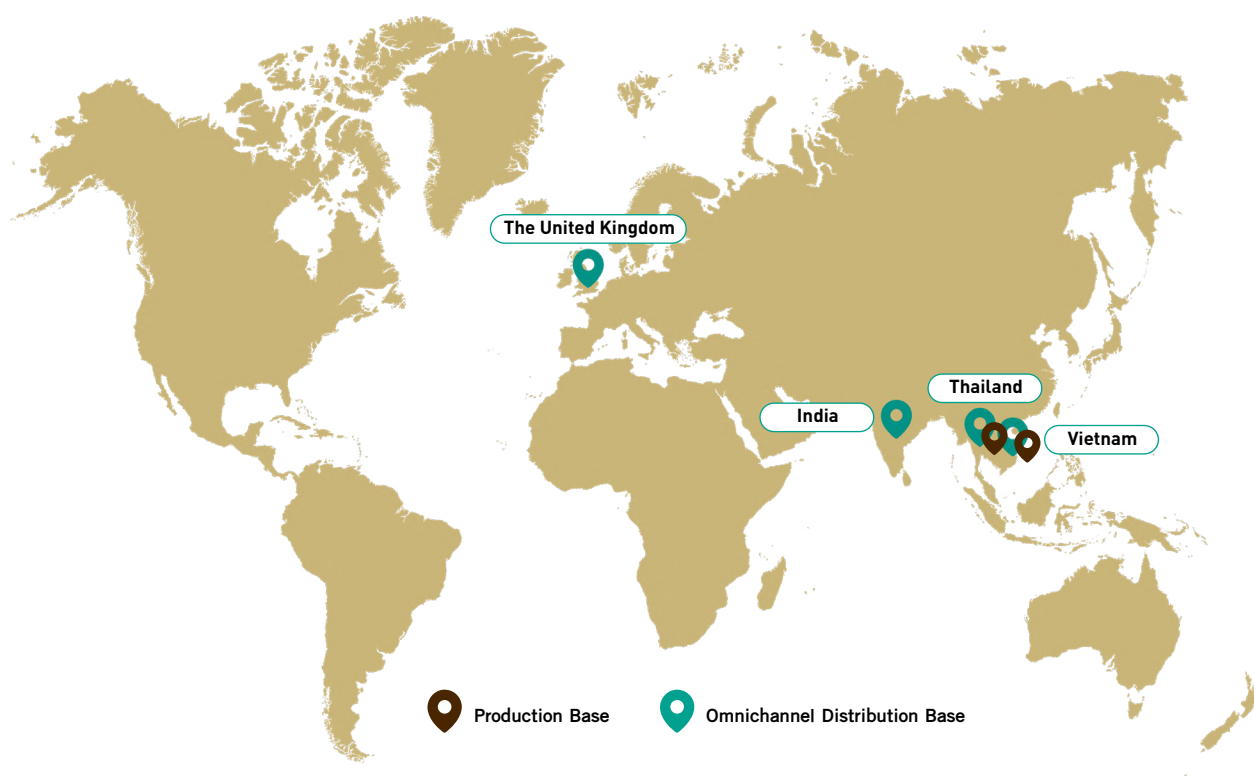 The United Kingdom
Thailand
India
Vietnam
Production Base
Omnichannel Distribution Base